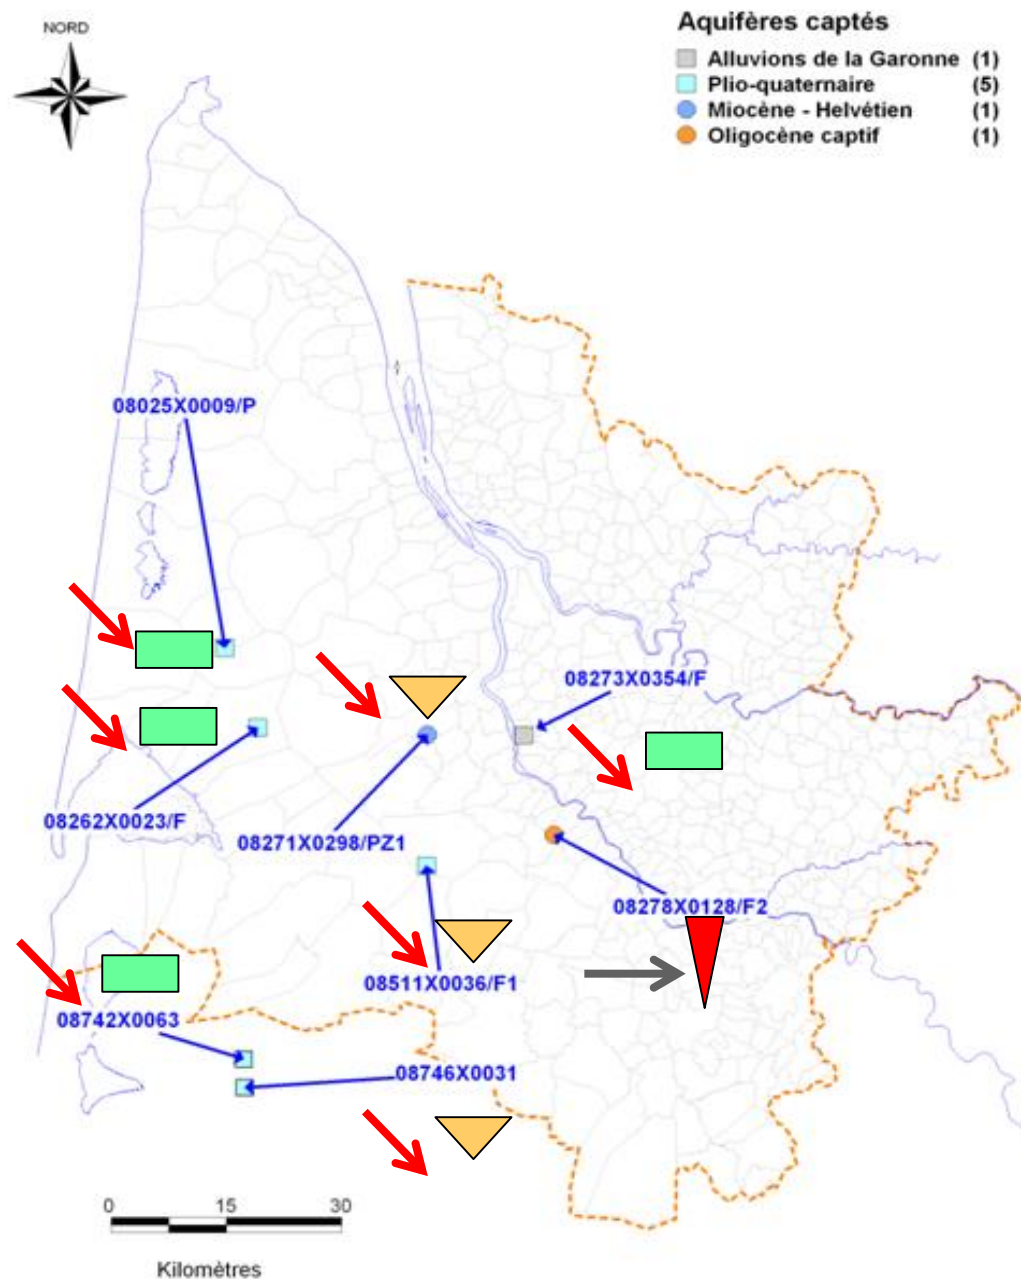 NORD
Aquifères captés
Alluvions de la Garonne (1)
Plio-quaternaire (5)
Miocène - Helvétien (1)
Oligocène captif (1)
08025X0009/P
08273X0354/F
08262X0023/F
08271X0298/PZ1
08278X0128/F2
08511X0036/F1
08742X0063
08746X0031
0 15 30
Kilomètres